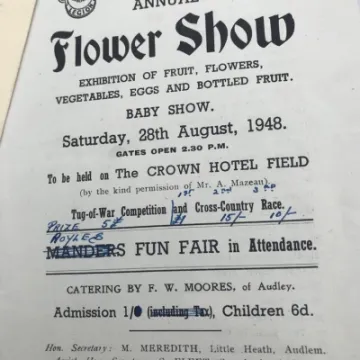 ANNUAL
Flower Show
EXHIBITION OF FRUIT, FLOWERS,
VEGETABLES, EGGS AND BOTTLED FRUIT.
BABY SHOW.
Saturday, 28th August, 1948.
GATES OPEN 2.30 P.M.
To be held on The CROWN HOTEL FIELD
(by the kind permission of Mr. A. Mazeau).
1st 2nd 3rd
Tug-of-War Competition and Cross-Country Race.
PRIZE £1 15/- 10/-
ROYLES
MANDERS FUN FAIR in Attendance.
CATERING BY F. W. MOORES, of Audley.
Admission 1/0 (including Tax), Children 6d.
Hon. Secretary: M. MEREDITH, Little Heath, Audlem.